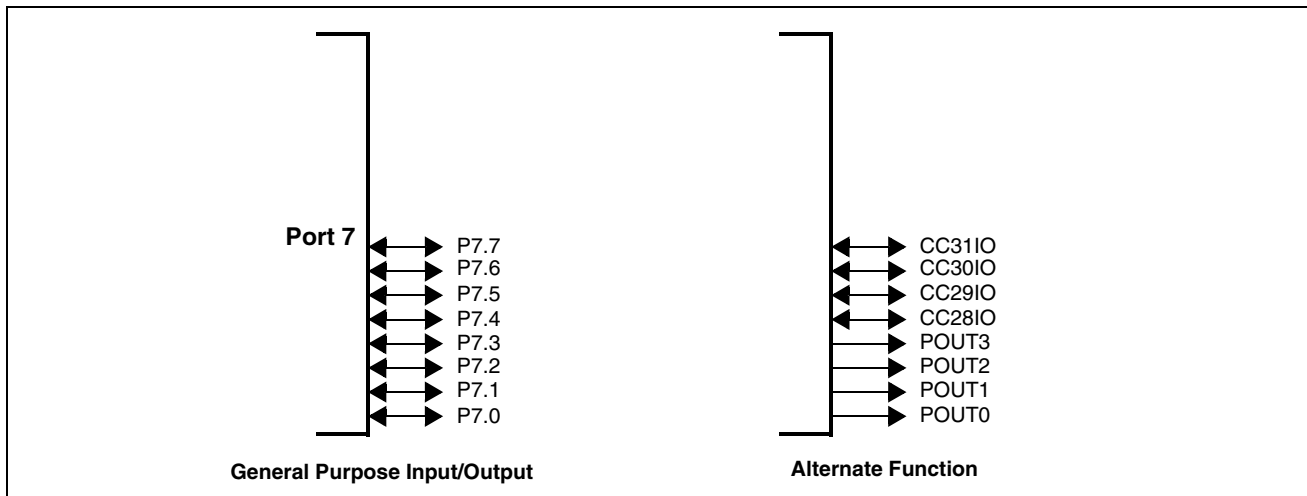 Port 7
P7.7
P7.6
P7.5
P7.4
P7.3
P7.2
P7.1
P7.0
General Purpose Input/Output
CC31IO
CC30IO
CC29IO
CC28IO
POUT3
POUT2
POUT1
POUT0
Alternate Function